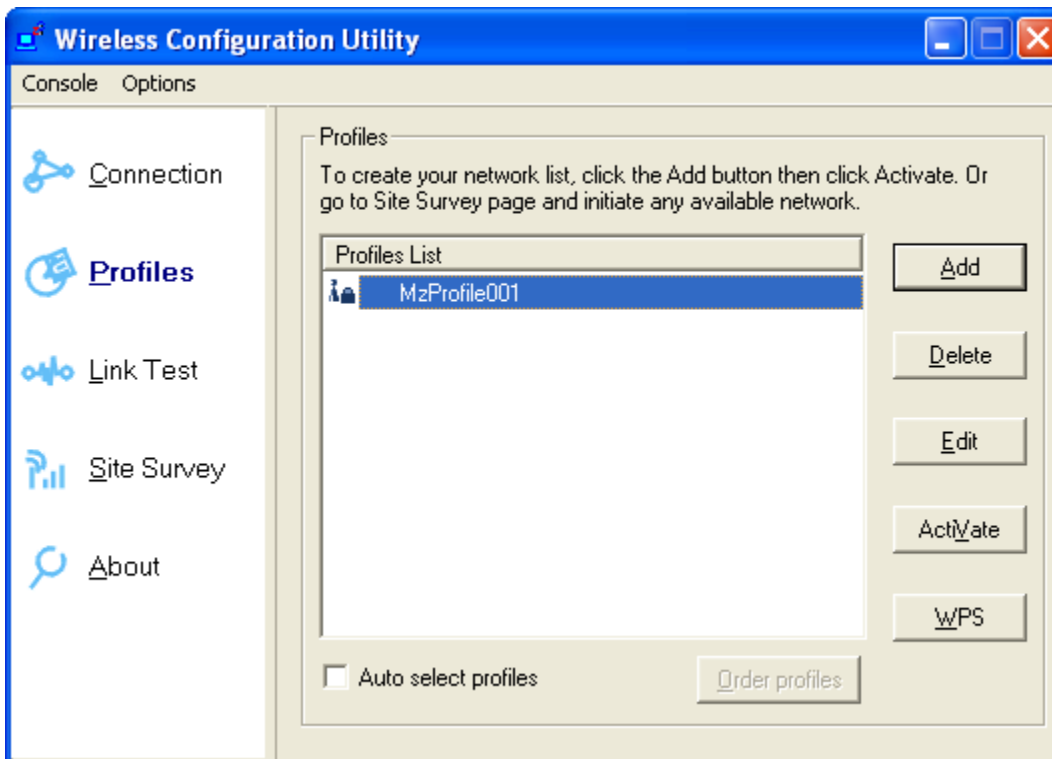 Wireless Configuration Utility
Console Options
Connection
Profiles
Link Test
Site Survey
About
Profiles
To create your network list, click the Add button then click Activate. Or
go to Site Survey page and initiate any available network.
Profiles List
MzProfile001
Add
Delete
Edit
ActiVate
WPS
Auto select profiles
Order profiles